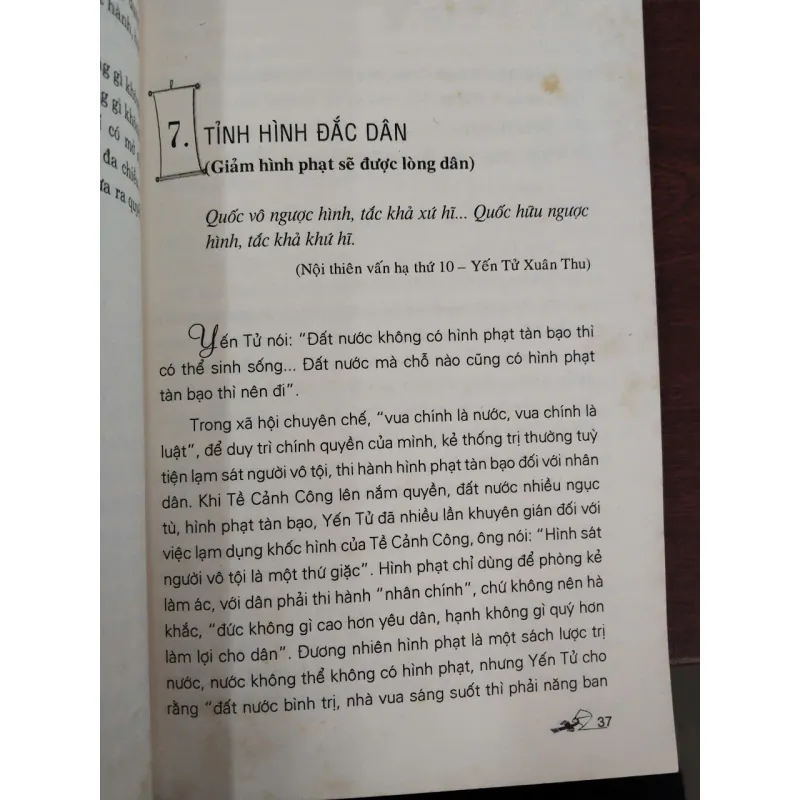 hành,
g gì
g gì
có mở
đa chiều
ra
7. TỈNH HÌNH ĐẮC DÂN
(Giảm hình phạt sẽ được lòng dân)
Quốc vô ngược hình, tắc khả xứ hĩ... Quốc hữu ngược
hình, tắc khả khứ hĩ.
(Nội thiên vấn hạ thứ 10 – Yến Tử Xuân Thu)
Yến Tử nói: “Đất nước không có hình phạt tàn bạo thì
có thể sinh sống... Đất nước mà chỗ nào cũng có hình phạt
tàn bạo thì nên đi”.
Trong xã hội chuyên chế, “vua chính là nước, vua chính là
luật”, để duy trì chính quyền của mình, kẻ thống trị thường tuỳ
tiện lạm sát người vô tội, thi hành hình phạt tàn bạo đối với nhân
dân. Khi Tề Cảnh Công lên nắm quyền, đất nước nhiều ngục
tù, hình phạt tàn bạo, Yến Tử đã nhiều lần khuyên gián đối với
việc lạm dụng khốc hình của Tề Cảnh Công, ông nói: “Hình sát
người vô tội là một thứ giặc”. Hình phạt chỉ dùng để phòng kẻ
làm ác, với dân phải thi hành “nhân chính”, chứ không nên hà
khắc, “đức không gì cao hơn yêu dân, hạnh không gì quý hơn
làm lợi cho dân”. Đương nhiên hình phạt là một sách lược trị
nước, nước không thể không có hình phạt, nhưng Yến Tử cho
rằng “đất nước bình trị, nhà vua sáng suốt thì phải năng ban
37